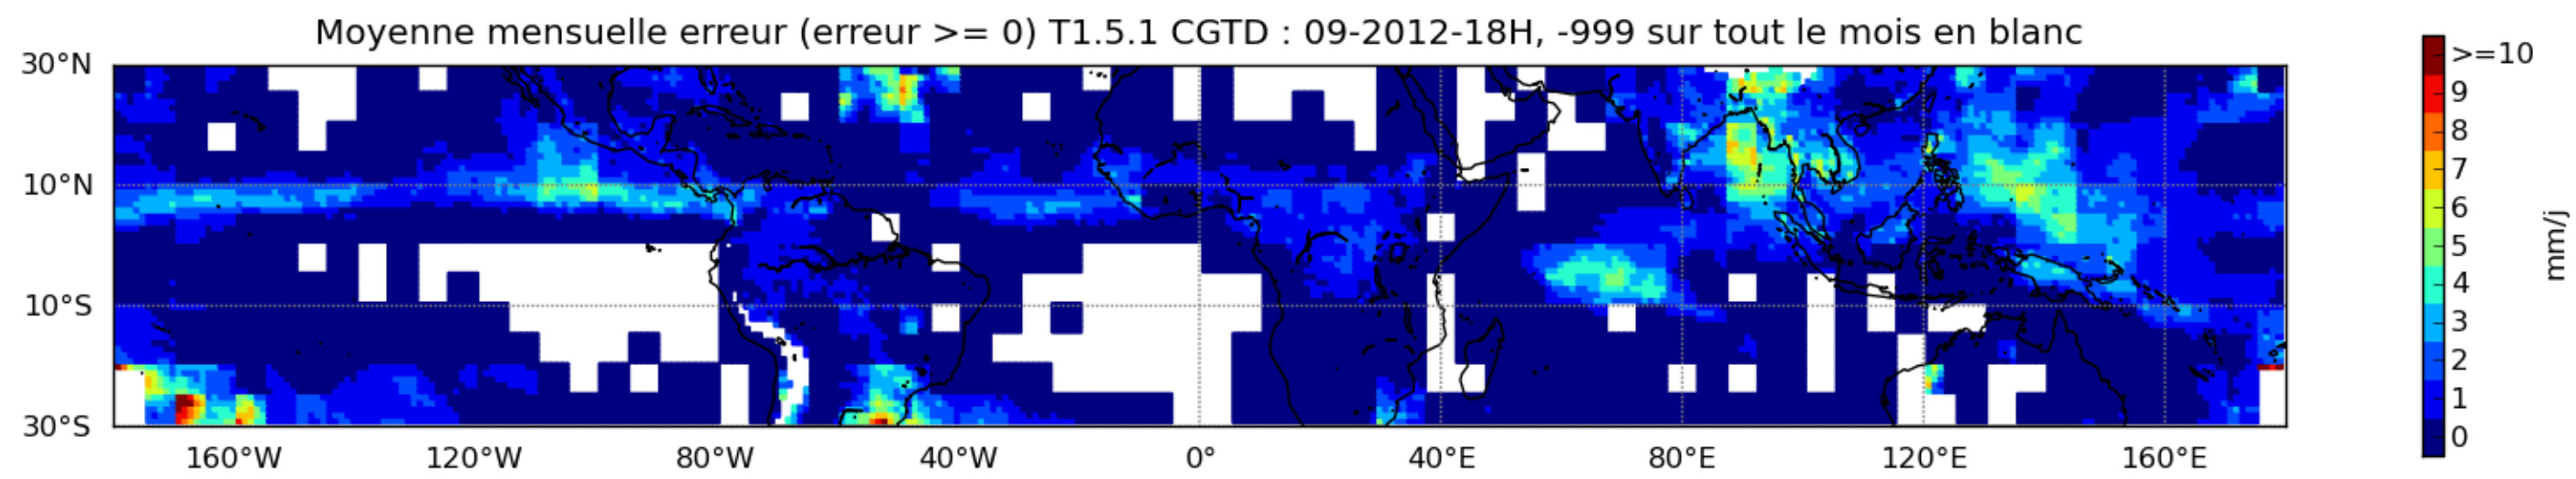 Moyenne mensuelle erreur (erreur >= 0) T1.5.1 CGTD : 09-2012-18H, -999 sur tout le mois en blanc
30°N
10°N
10°S
30°S
160°W 120°W 80°W 40°W 0° 40°E 80°E 120°E 160°E
>=10
9
8
7
6
5
4
3
2
1
0
mm/j